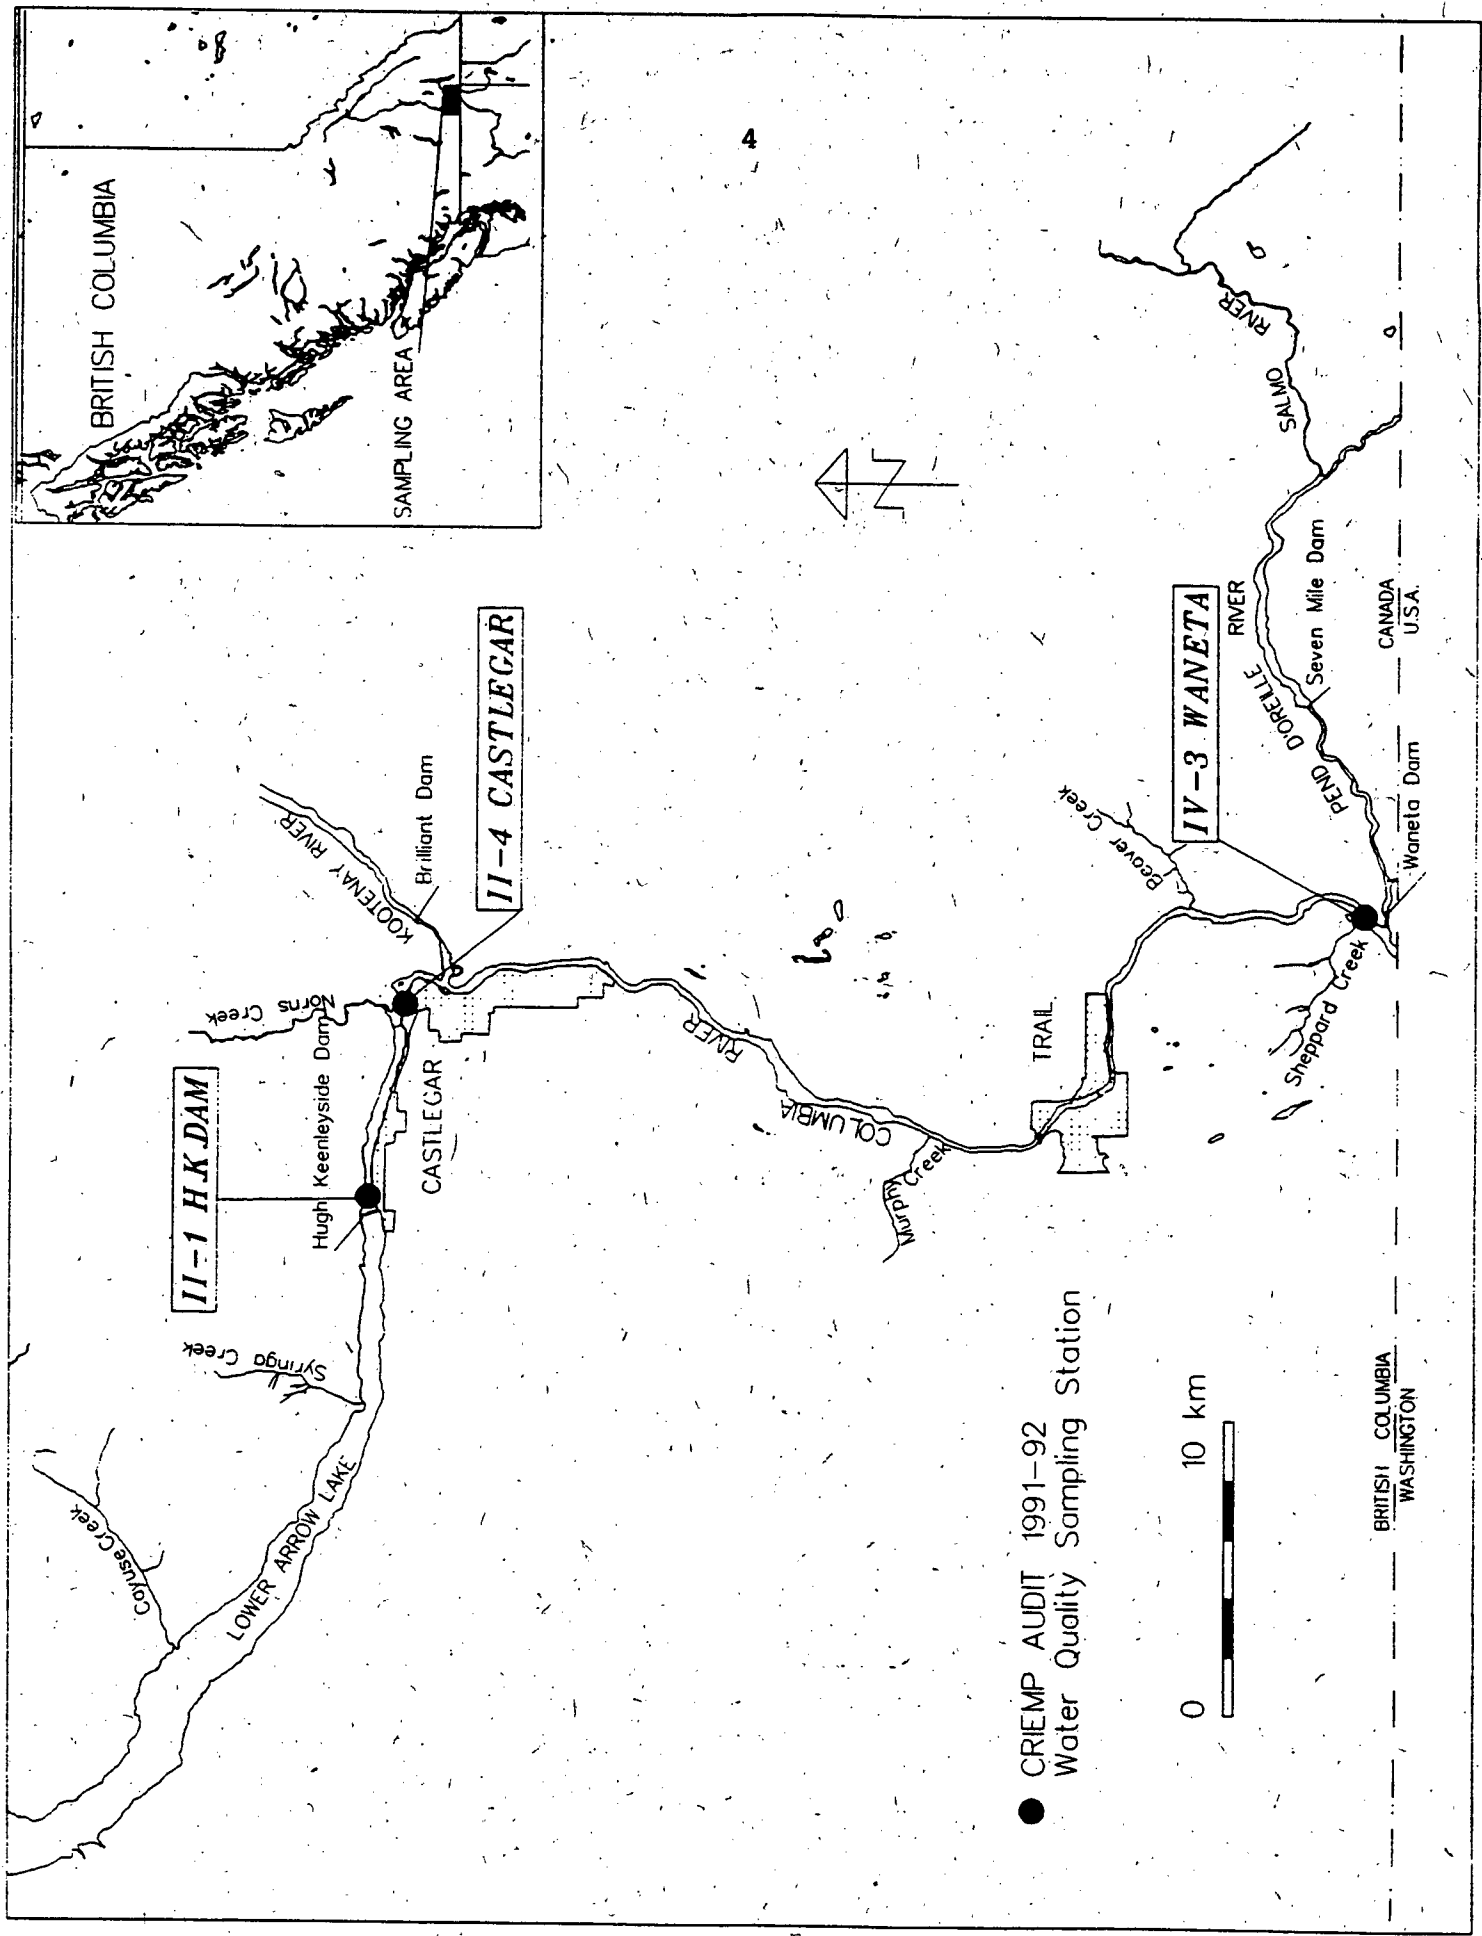 4
BRITISH COLUMBIA
SAMPLING AREA
II-1 H.K.DAM
Hugh Keenleyside Dam
Norns Creek
Syringa Creek
Cayuse Creek
LOWER ARROW LAKE
CASTLEGAR
KOOTENAY RIVER
Brilliant Dam
II-4 CASTLEGAR
COLUMBIA
RIVER
Murphy Creek
TRAIL
Beaver Creek
Sheppard Creek
IV-3 WANETA
PEND D'OREILLE
RIVER
Seven Mile Dam
Waneta Dam
SALMO
RIVER
CANADA
U.S.A.
BRITISH COLUMBIA
WASHINGTON
CRIEMP AUDIT 1991-92
Water Quality Sampling Station
0 10 km
N